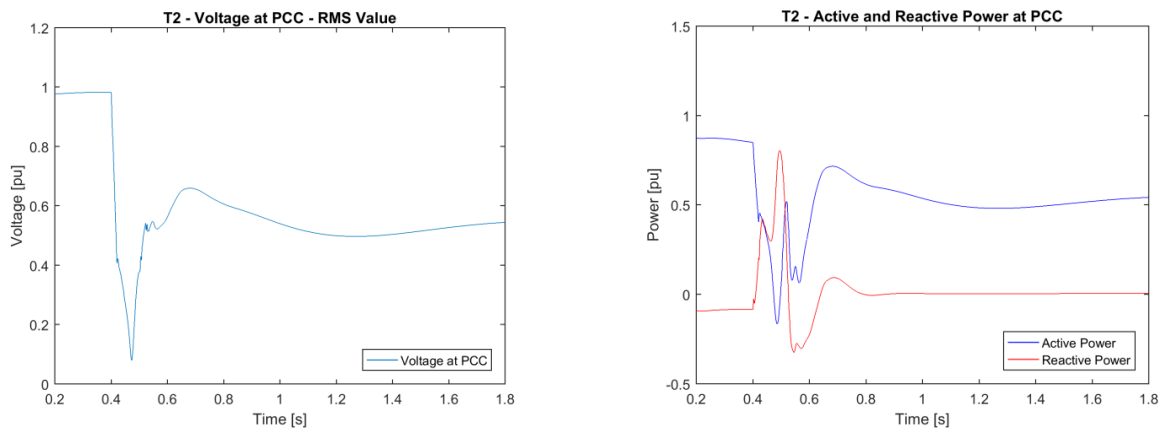 T2 - Voltage at PCC - RMS Value
1.2
1
0.8
0.6
0.4
0.2
0
Voltage [pu]
Voltage at PCC
0.2 0.4 0.6 0.8 1 1.2 1.4 1.6 1.8
Time [s]
T2 - Active and Reactive Power at PCC
1.5
1
0.5
0
-0.5
Power [pu]
Active Power
Reactive Power
0.2 0.4 0.6 0.8 1 1.2 1.4 1.6 1.8
Time [s]